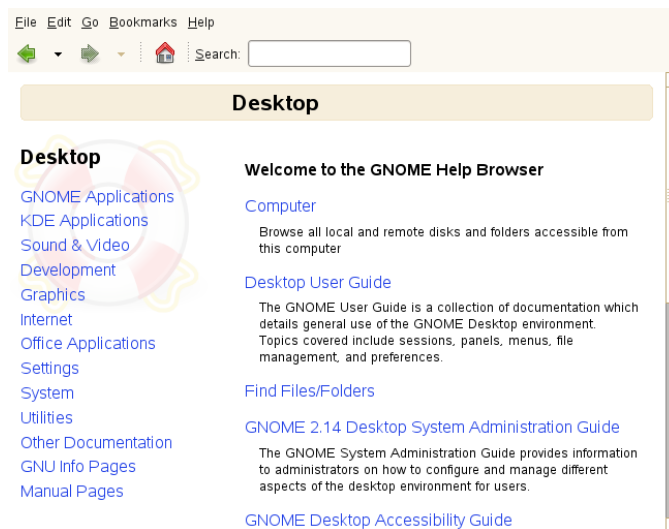 File Edit Go Bookmarks Help
Search:
Desktop
Desktop
GNOME Applications
KDE Applications
Sound & Video
Development
Graphics
Internet
Office Applications
Settings
System
Utilities
Other Documentation
GNU Info Pages
Manual Pages
Welcome to the GNOME Help Browser
Computer
Browse all local and remote disks and folders accessible from
this computer
Desktop User Guide
The GNOME User Guide is a collection of documentation which
details general use of the GNOME Desktop environment.
Topics covered include sessions, panels, menus, file
management, and preferences.
Find Files/Folders
GNOME 2.14 Desktop System Administration Guide
The GNOME System Administration Guide provides information
to administrators on how to configure and manage different
aspects of the desktop environment for users.
GNOME Desktop Accessibility Guide